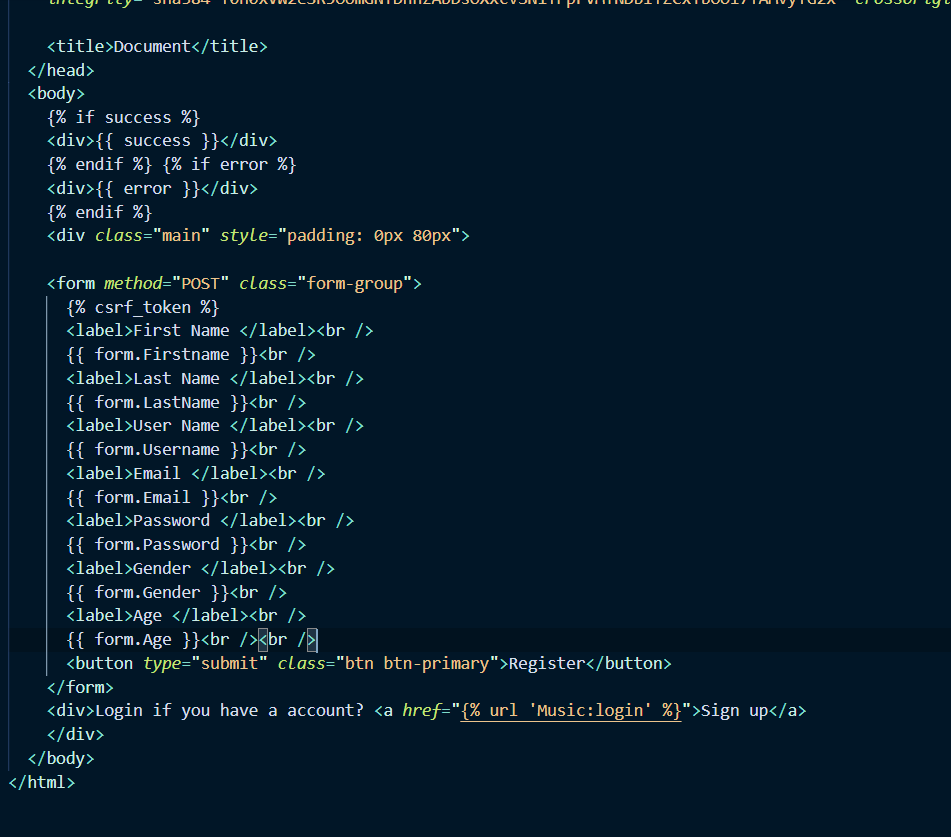 <title>Document</title>
</head>
<body>
{% if success %}
<div>{{ success }}</div>
{% endif %} {% if error %}
<div>{{ error }}</div>
{% endif %}
<div class="main" style="padding: 0px 80px">
<form method="POST" class="form-group">
{% csrf_token %}
<label>First Name </label><br />
{{ form.Firstname }}<br />
<label>Last Name </label><br />
{{ form.LastName }}<br />
<label>User Name </label><br />
{{ form.Username }}<br />
<label>Email </label><br />
{{ form.Email }}<br />
<label>Password </label><br />
{{ form.Password }}<br />
<label>Gender </label><br />
{{ form.Gender }}<br />
<label>Age </label><br />
{{ form.Age }}<br /><br />
<button type="submit" class="btn btn-primary">Register</button>
</form>
<div>Login if you have a account? <a href="{% url 'Music:login' %}">Sign up</a>
</div>
</body>
</html>